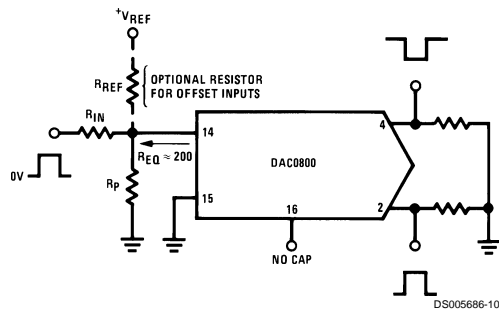 +VREF
RREF
OPTIONAL RESISTOR
FOR OFFSET INPUTS
RIN
0V
REQ ≈ 200
RP
14
15
16
DAC0800
4
2
NO CAP
DS005686-10